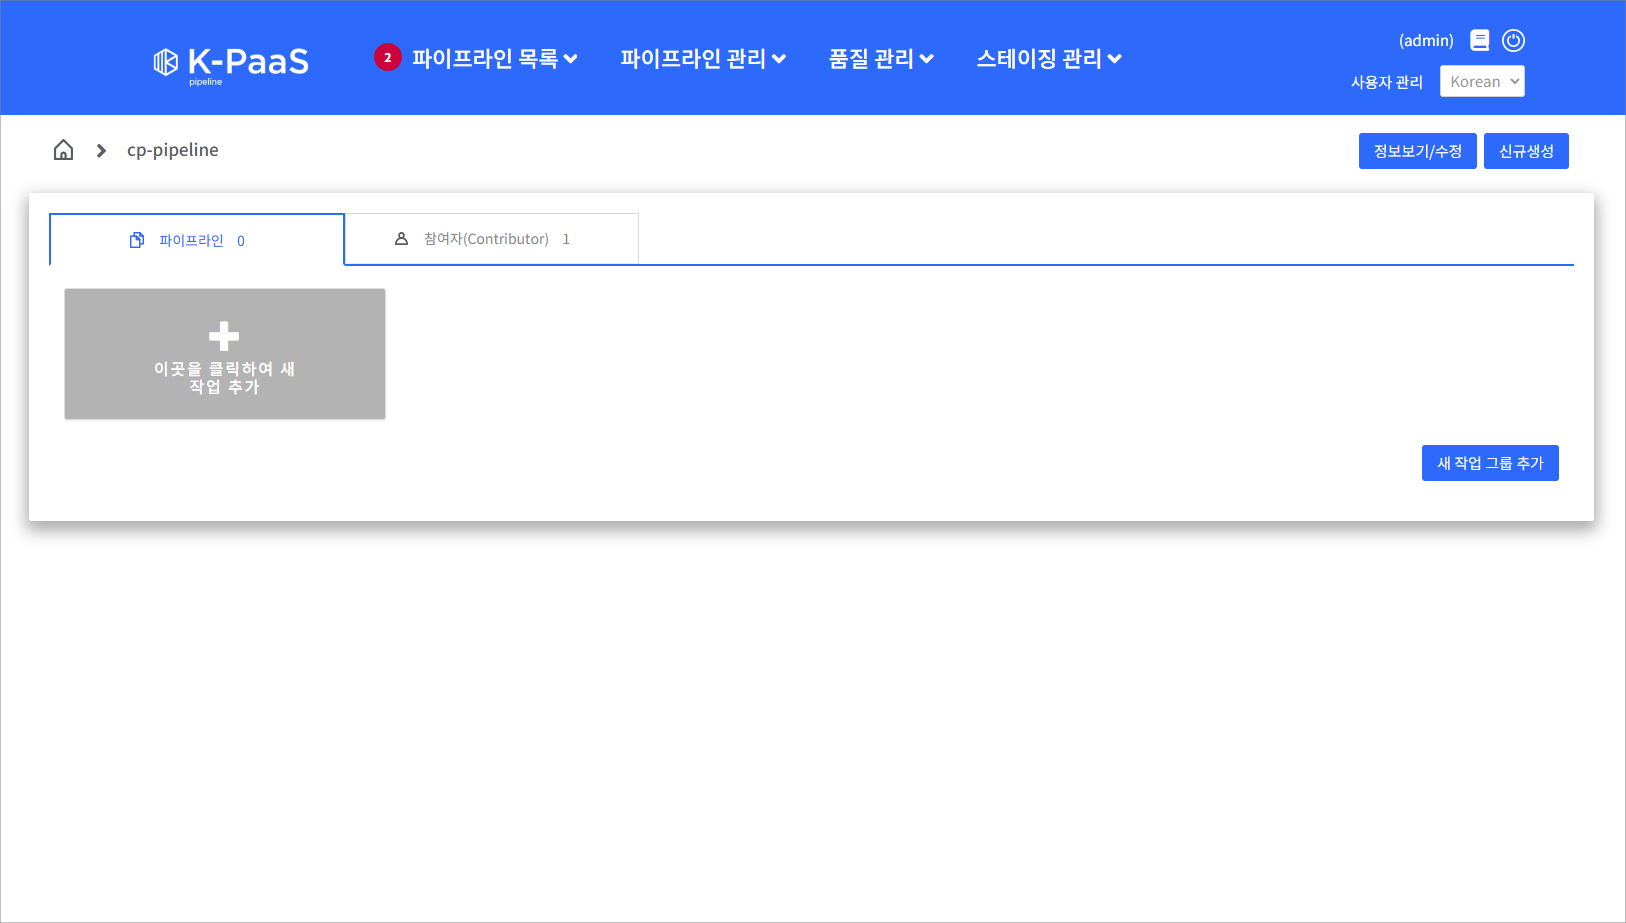 K-PaaS
pipeline
2 파이프라인 목록
파이프라인 관리
품질 관리
스테이징 관리
(admin)
사용자 관리
Korean
cp-pipeline
정보보기/수정
신규생성
파이프라인 0
참여자(Contributor) 1
이곳을 클릭하여 새
작업 추가
새 작업 그룹 추가